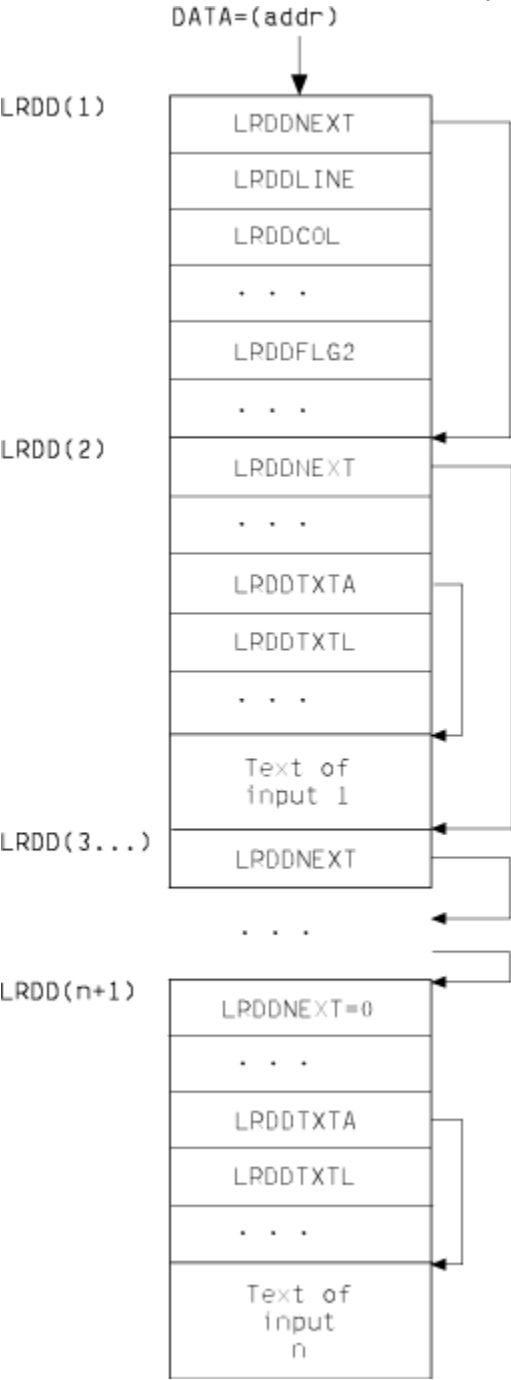 DATA=(addr)
LRDD(1)
LRDDNEXT
LRDDLINE
LRDDCOL
. . .
LRDDFLG2
. . .
LRDD(2)
LRDDNEXT
. . .
LRDDTXTA
LRDDTXTL
. . .
Text of
input 1
LRDD(3...)
LRDDNEXT
. . .
LRDD(n+1)
LRDDNEXT=0
. . .
LRDDTXTA
LRDDTXTL
. . .
Text of
input
n